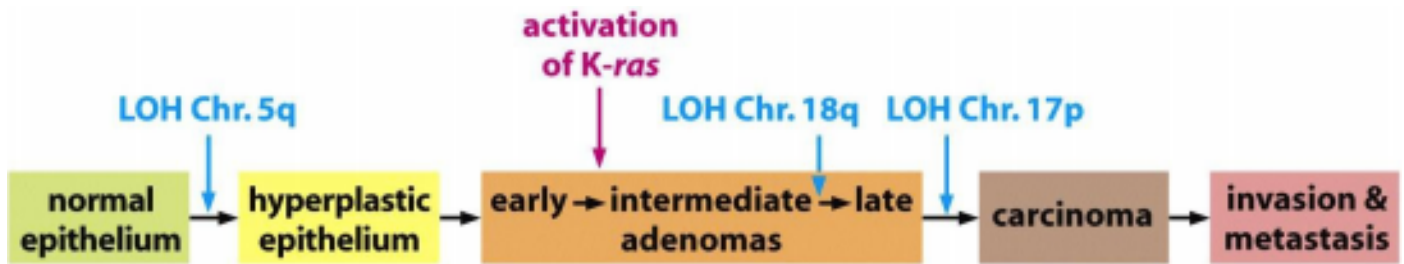 activation
of K-ras
LOH Chr. 5q
LOH Chr. 18q
LOH Chr. 17p
normal
epithelium
hyperplastic
epithelium
early → intermediate → late
adenomas
carcinoma
invasion &
metastasis